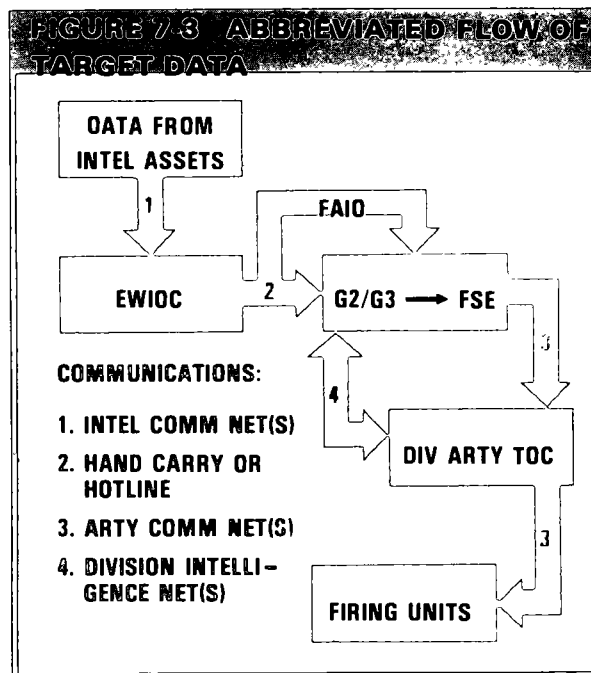 FIGURE 7-3 ABBREVIATED FLOW OF
TARGET DATA
DATA FROM
INTEL ASSETS
1
FAIO
EWIOC
2
G2/G3 → FSE
3
COMMUNICATIONS:
1. INTEL COMM NET(S)
2. HAND CARRY OR
HOTLINE
3. ARTY COMM NET(S)
4. DIVISION INTELLI-
GENCE NET(S)
4
DIV ARTY TOC
3
FIRING UNITS